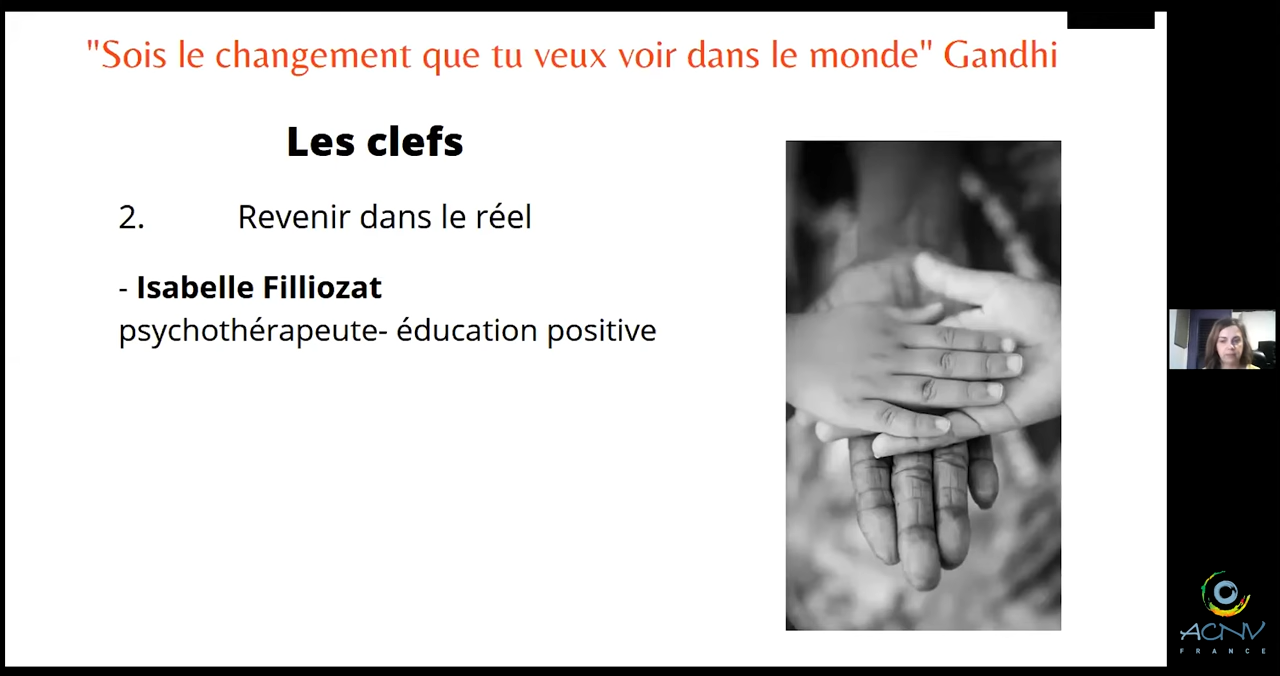 "Sois le changement que tu veux voir dans le monde" Gandhi
Les clefs
2. Revenir dans le réel
- Isabelle Filliozat
psychothérapeute- éducation positive
ACNV
FRANCE